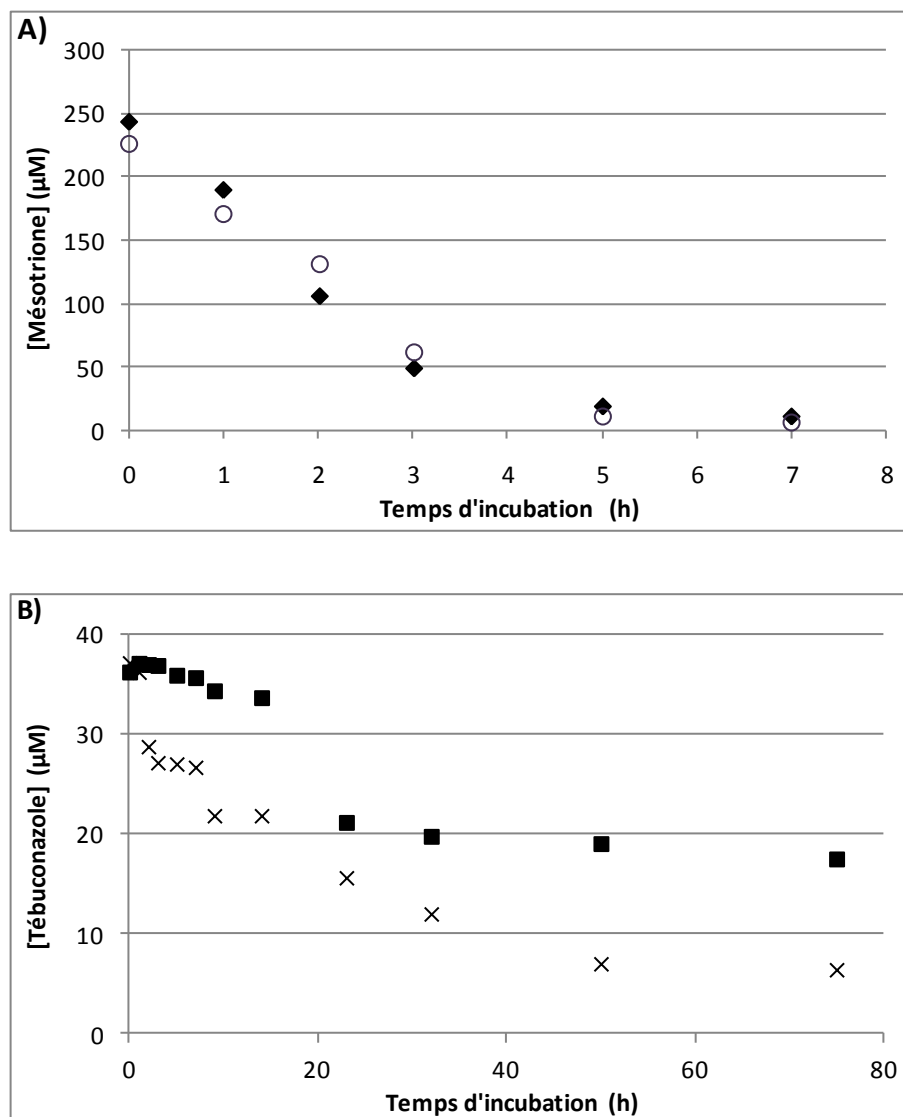 A)
300
250
200
150
100
50
0
[Mésotrione] (µM)
0 1 2 3 4 5 6 7 8
Temps d'incubation (h)
B)
40
30
20
10
0
[Tébuconazole] (µM)
0 20 40 60 80
Temps d'incubation (h)